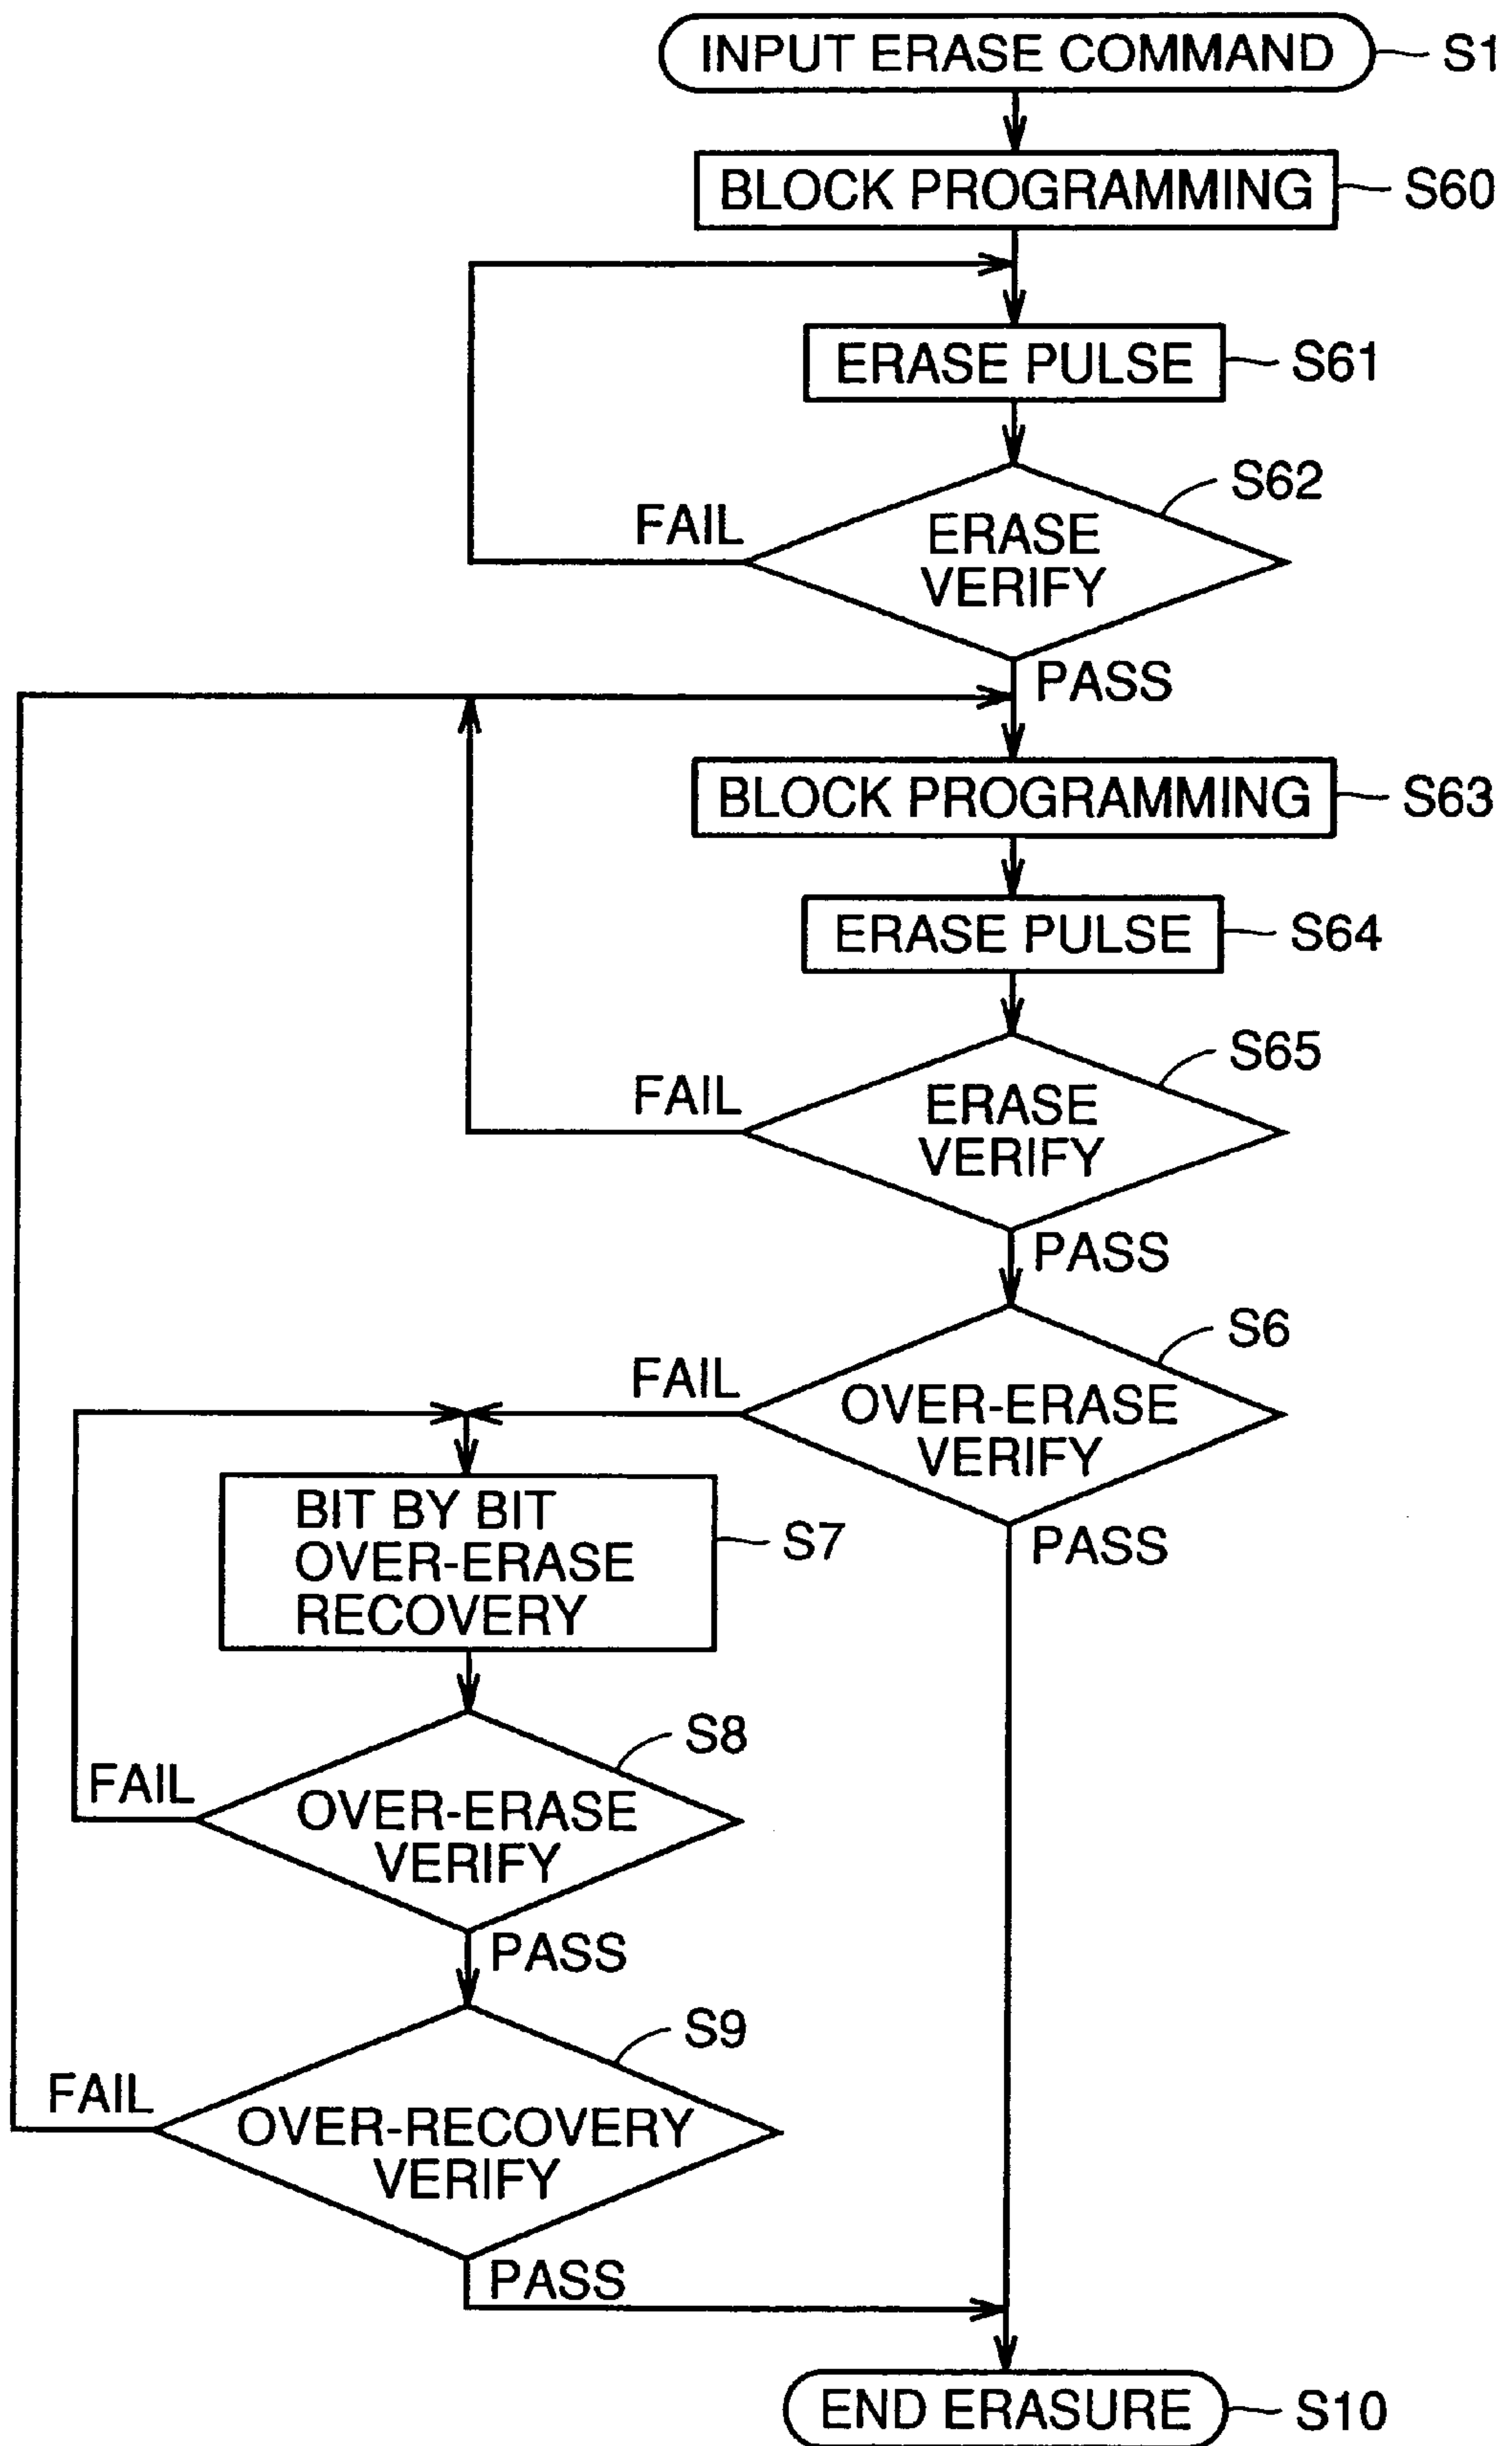 INPUT ERASE COMMAND S1
BLOCK PROGRAMMING S60
ERASE PULSE S61
S62
FAIL
ERASE
VERIFY
PASS
BLOCK PROGRAMMING S63
ERASE PULSE S64
S65
FAIL
ERASE
VERIFY
PASS
S6
FAIL
OVER-ERASE
VERIFY
PASS
BIT BY BIT
OVER-ERASE
RECOVERY
S7
S8
FAIL
OVER-ERASE
VERIFY
PASS
S9
FAIL
OVER-RECOVERY
VERIFY
PASS
END ERASURE S10